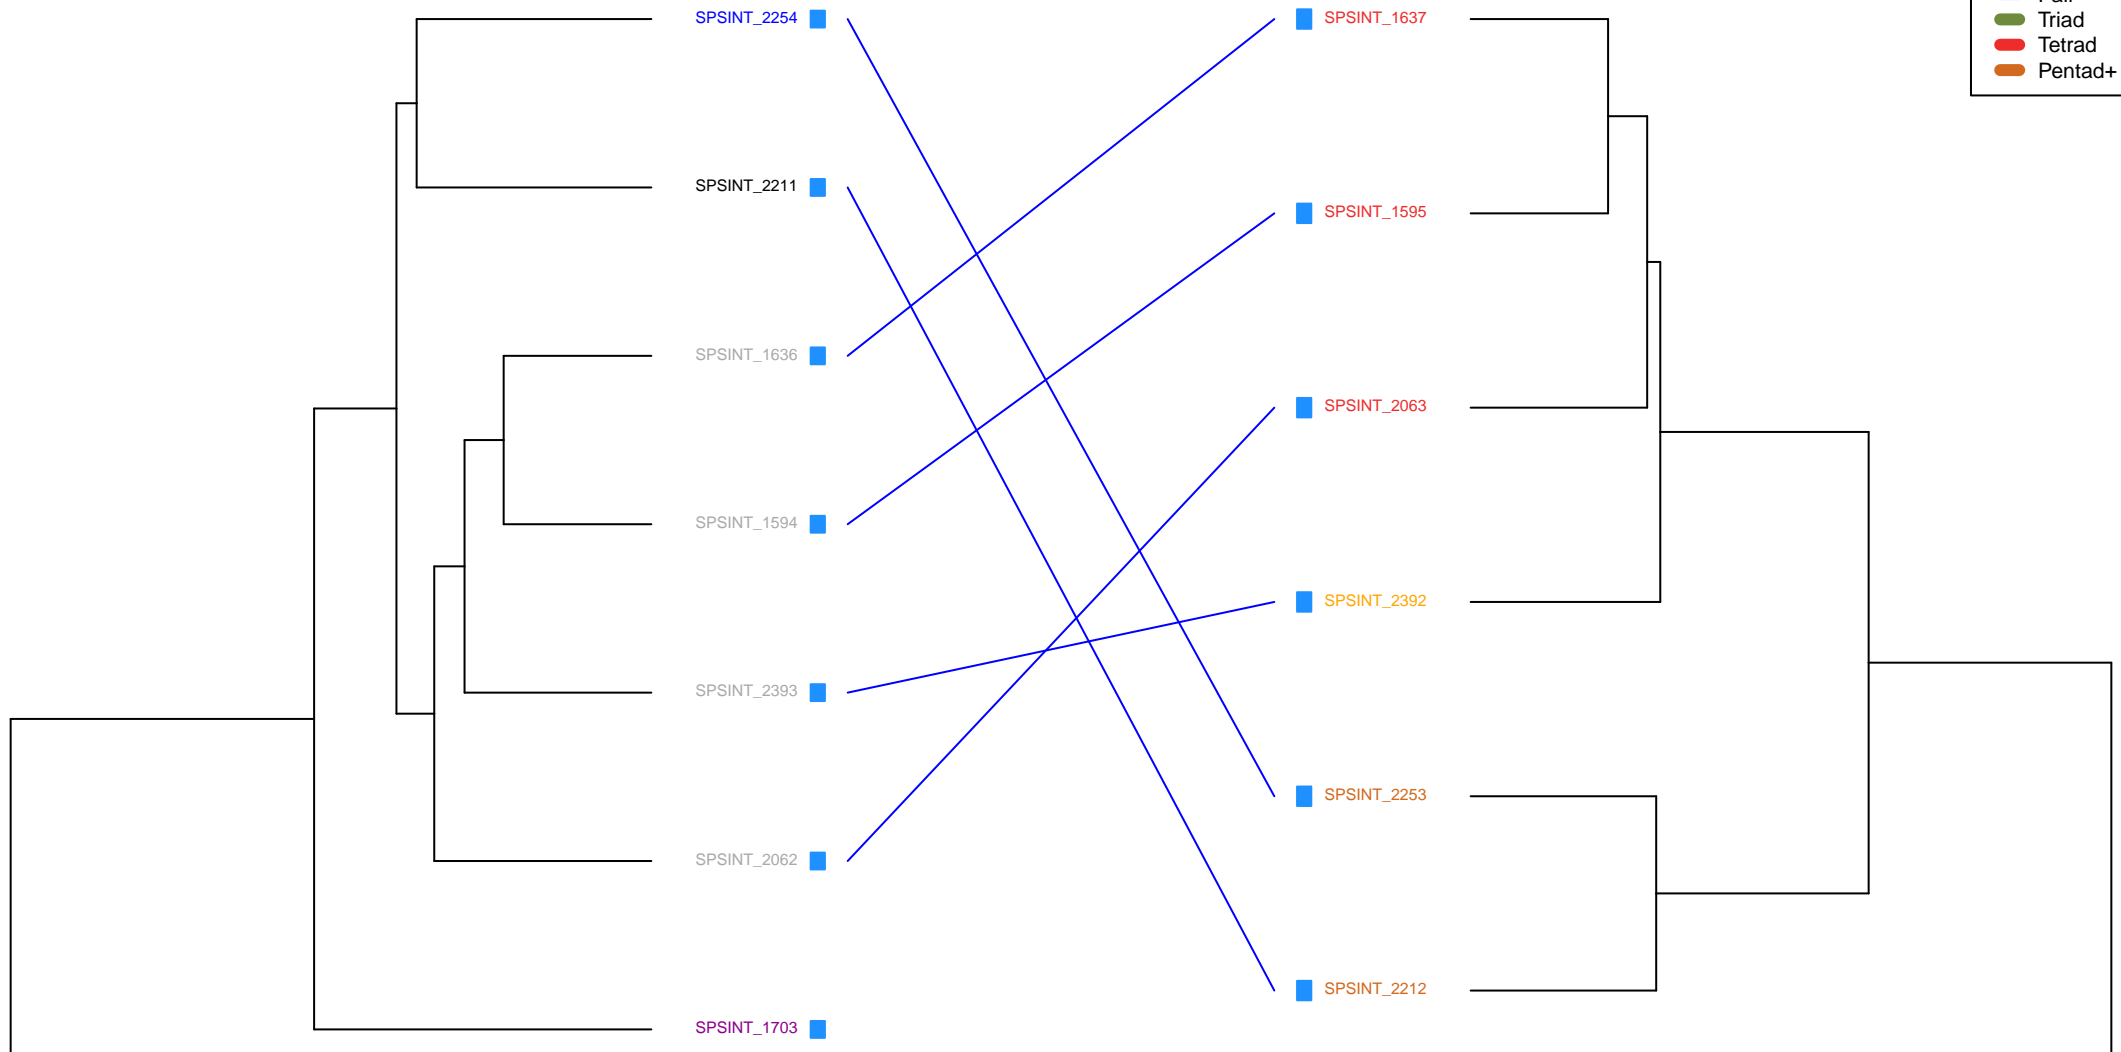 SPSINT_2254
SPSINT_2211
SPSINT_1636
SPSINT_1594
SPSINT_2393
SPSINT_2062
SPSINT_1703
SPSINT_1637
SPSINT_1595
SPSINT_2063
SPSINT_2392
SPSINT_2253
SPSINT_2212
Triad
Tetrad
Pentad+